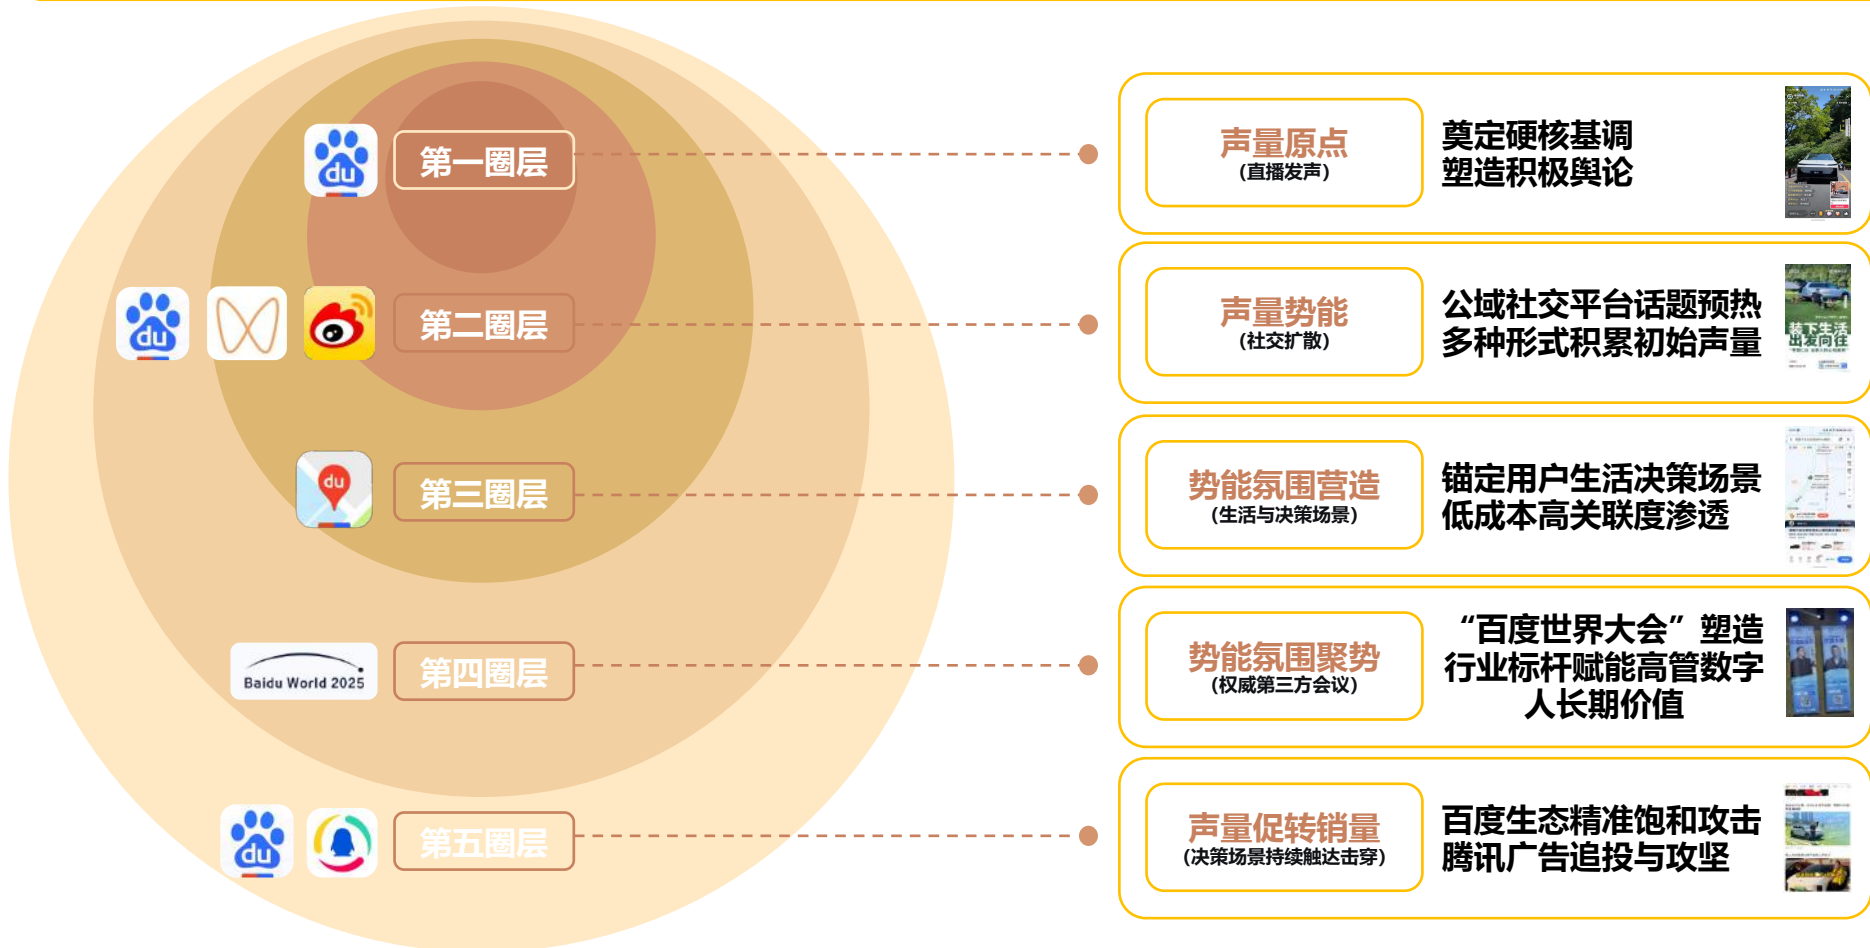 du
第一圈层
声量原点
(直播发声)
奠定硬核基调
塑造积极舆论
du
第二圈层
声量势能
(社交扩散)
公域社交平台话题预热
多种形式积累初始声量
装下生活
出发向往
du
第三圈层
势能氛围营造
(生活与决策场景)
锚定用户生活决策场景
低成本高关联度渗透
Baidu World 2025
第四圈层
势能氛围聚势
(权威第三方会议)
“百度世界大会”塑造
行业标杆赋能高管数字
人长期价值
du
第五圈层
声量促转销量
(决策场景持续触达击穿)
百度生态精准饱和攻击
腾讯广告追投与攻坚